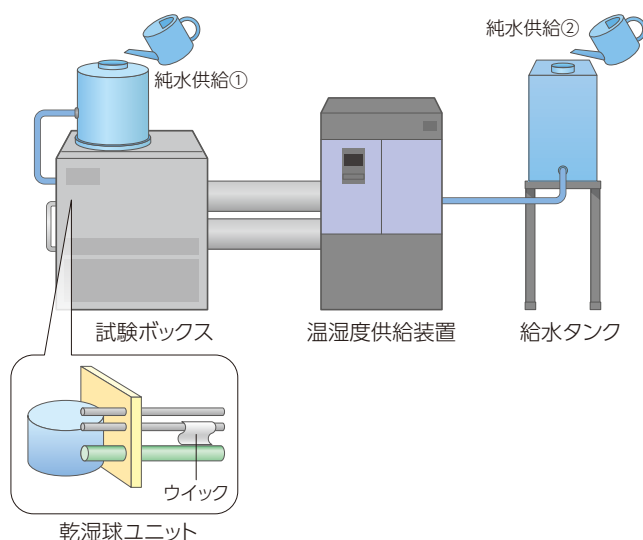 純水供給①
純水供給②
試験ボックス
温湿度供給装置
給水タンク
ウイック
乾湿球ユニット